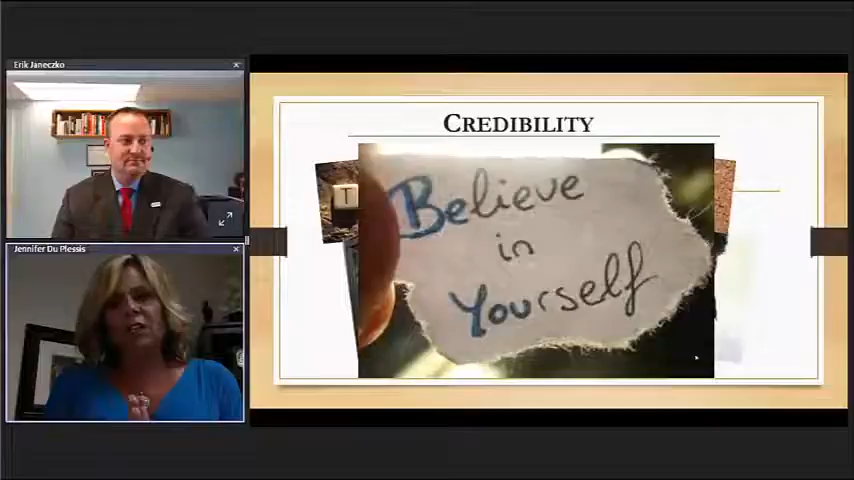 Erik Janeczko
Jennifer Du Plessis
CREDIBILITY
T
Believe
in
Yourself